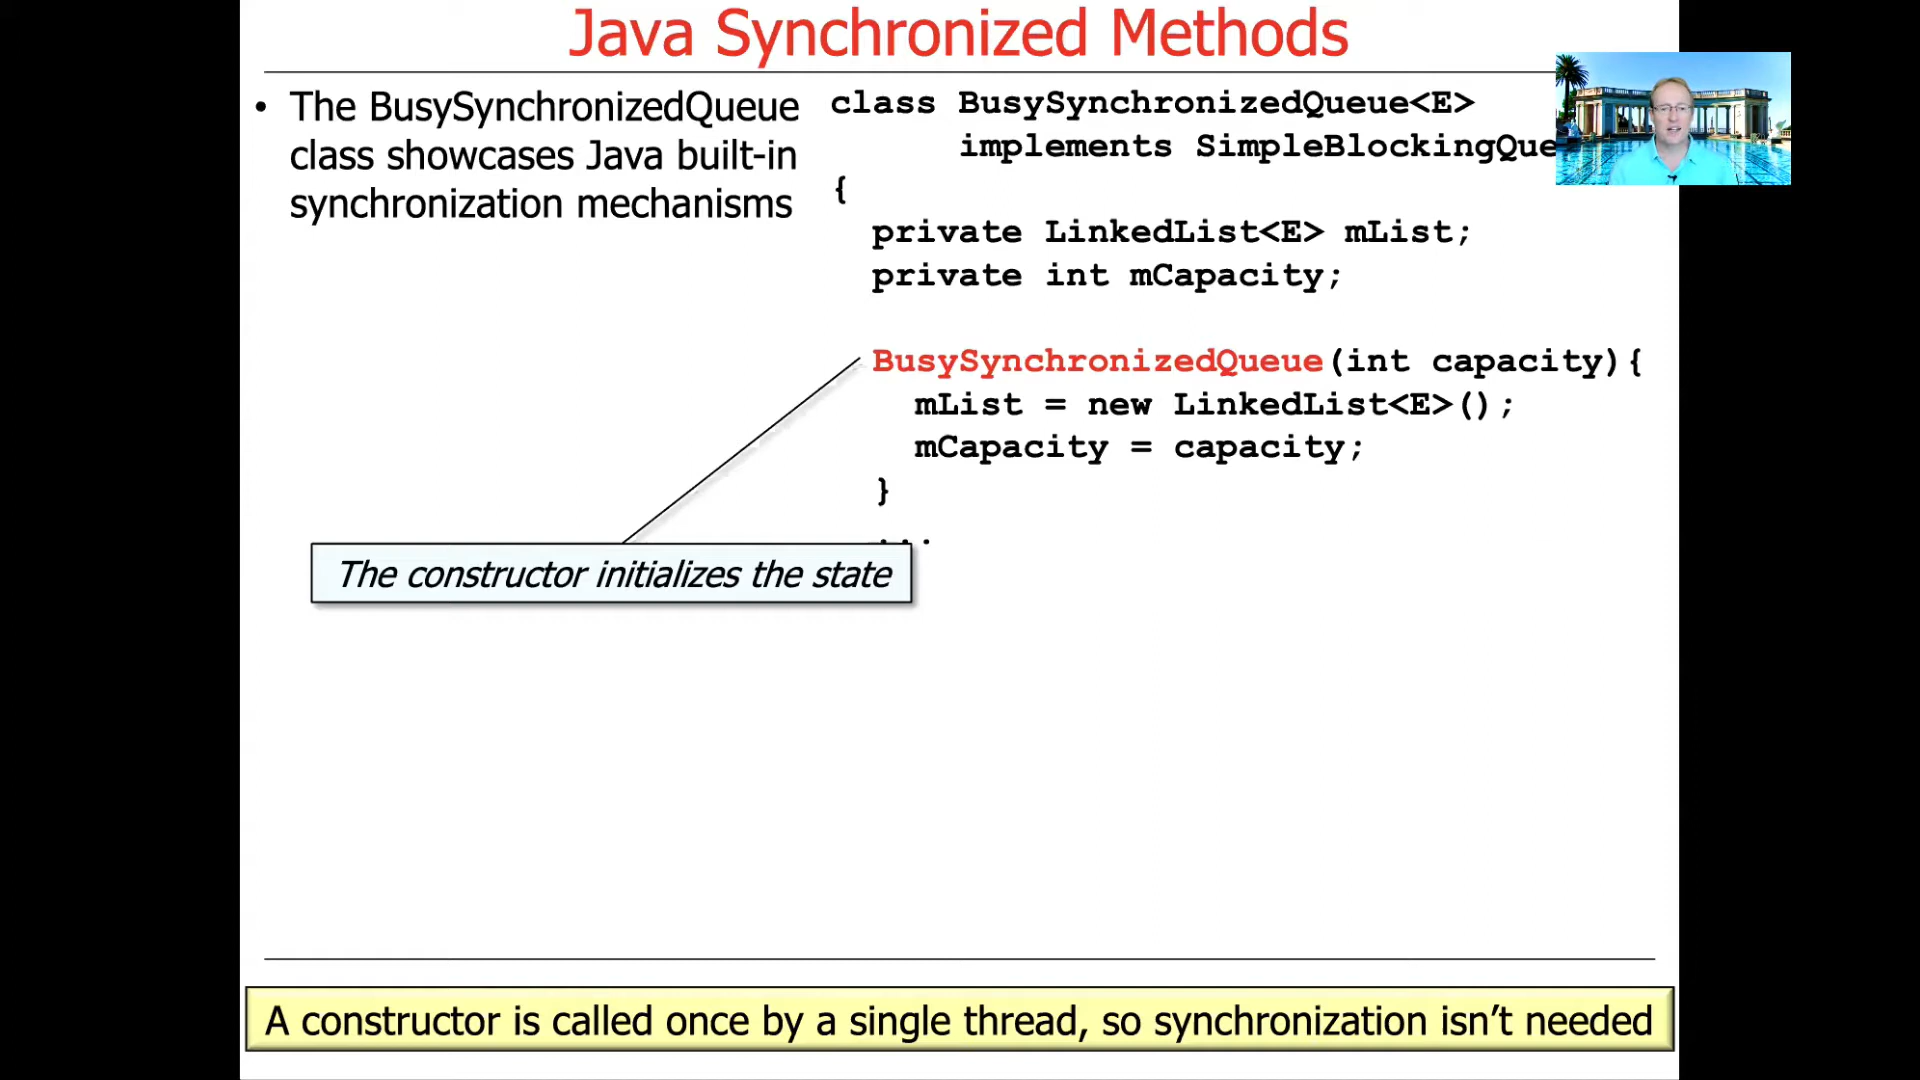 Java Synchronized Methods
• The BusySynchronizedQueue
class showcases Java built-in
synchronization mechanisms
class BusySynchronizedQueue<E>
implements SimpleBlockingQue
{
private LinkedList<E> mList;
private int mCapacity;
BusySynchronizedQueue(int capacity){
mList = new LinkedList<E>();
mCapacity = capacity;
}
...
The constructor initializes the state
A constructor is called once by a single thread, so synchronization isn't needed